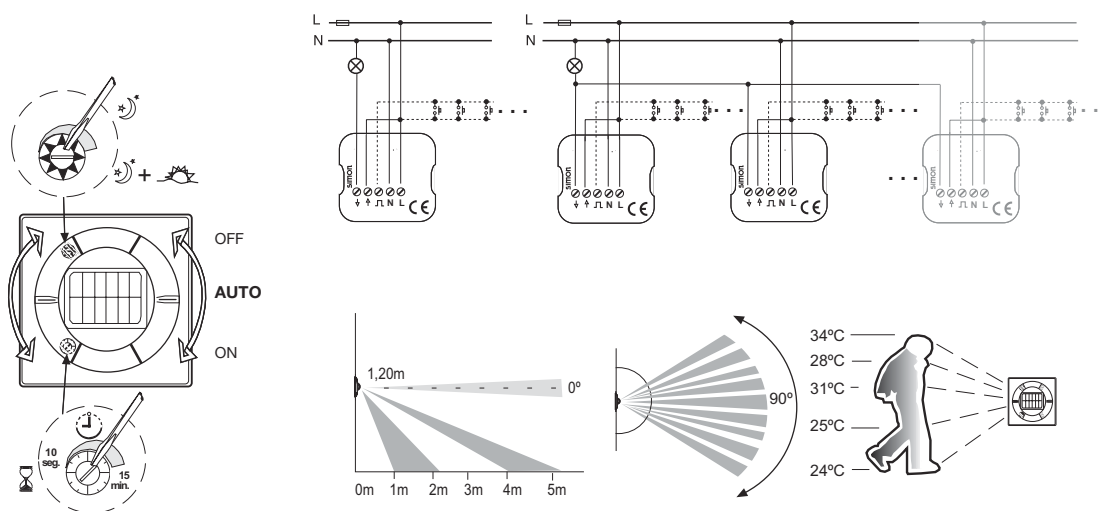 L
N
simon
N L
CE
L
N
simon
N L
CE
simon
N L
CE
simon
N L
CE
+
OFF
AUTO
ON
10
seg.
15
min.
1,20m
0º
0m 1m 2m 3m 4m 5m
90º
34ºC
28ºC
31ºC
25ºC
24ºC